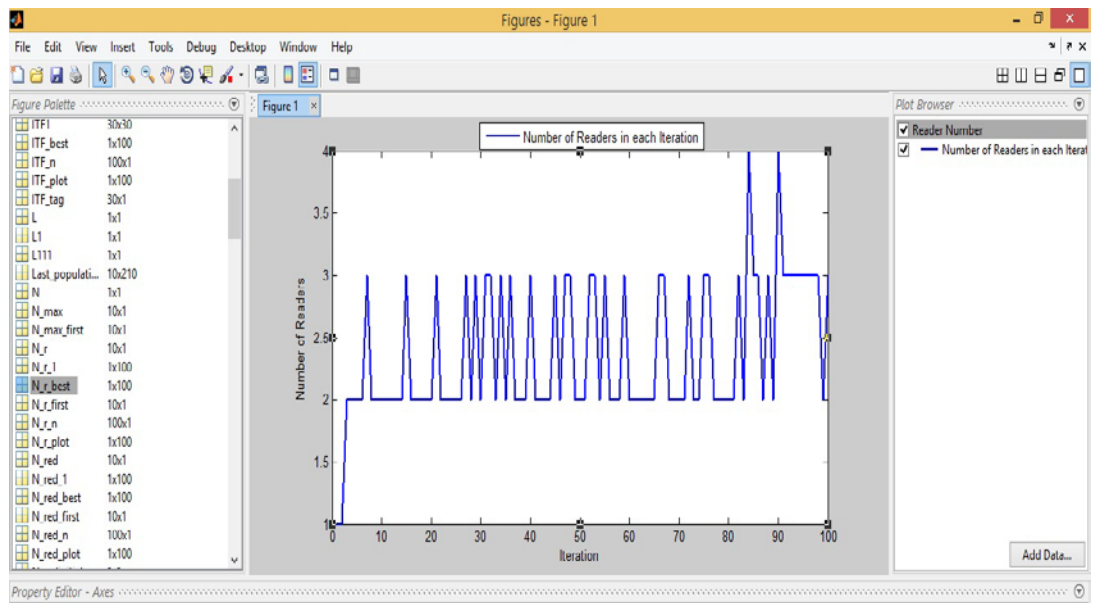 Figures - Figure 1
File Edit View Insert Tools Debug Desktop Window Help
Figure Palette
ITF1 30x30
ITF_best 1x100
ITF_n 100x1
ITF_plot 1x100
ITF_tag 30x1
L 1x1
L1 1x1
L111 1x1
Last_populati... 10x210
N 1x1
N_max 10x1
N_max_first 10x1
N_r 10x1
N_r_1 1x100
N_r_best 1x100
N_r_first 10x1
N_r_n 100x1
N_r_plot 1x100
N_red 10x1
N_red_1 1x100
N_red_best 1x100
N_red_first 10x1
N_red_n 100x1
N_red_plot 1x100
Figure 1
Number of Readers in each Iteration
4
3.5
3
2.5
2
1.5
1
Number of Readers
0 10 20 30 40 50 60 70 80 90 100
Iteration
Plot Browser
Reader Number
Number of Readers in each Iterat
Add Data...
Property Editor - Axes